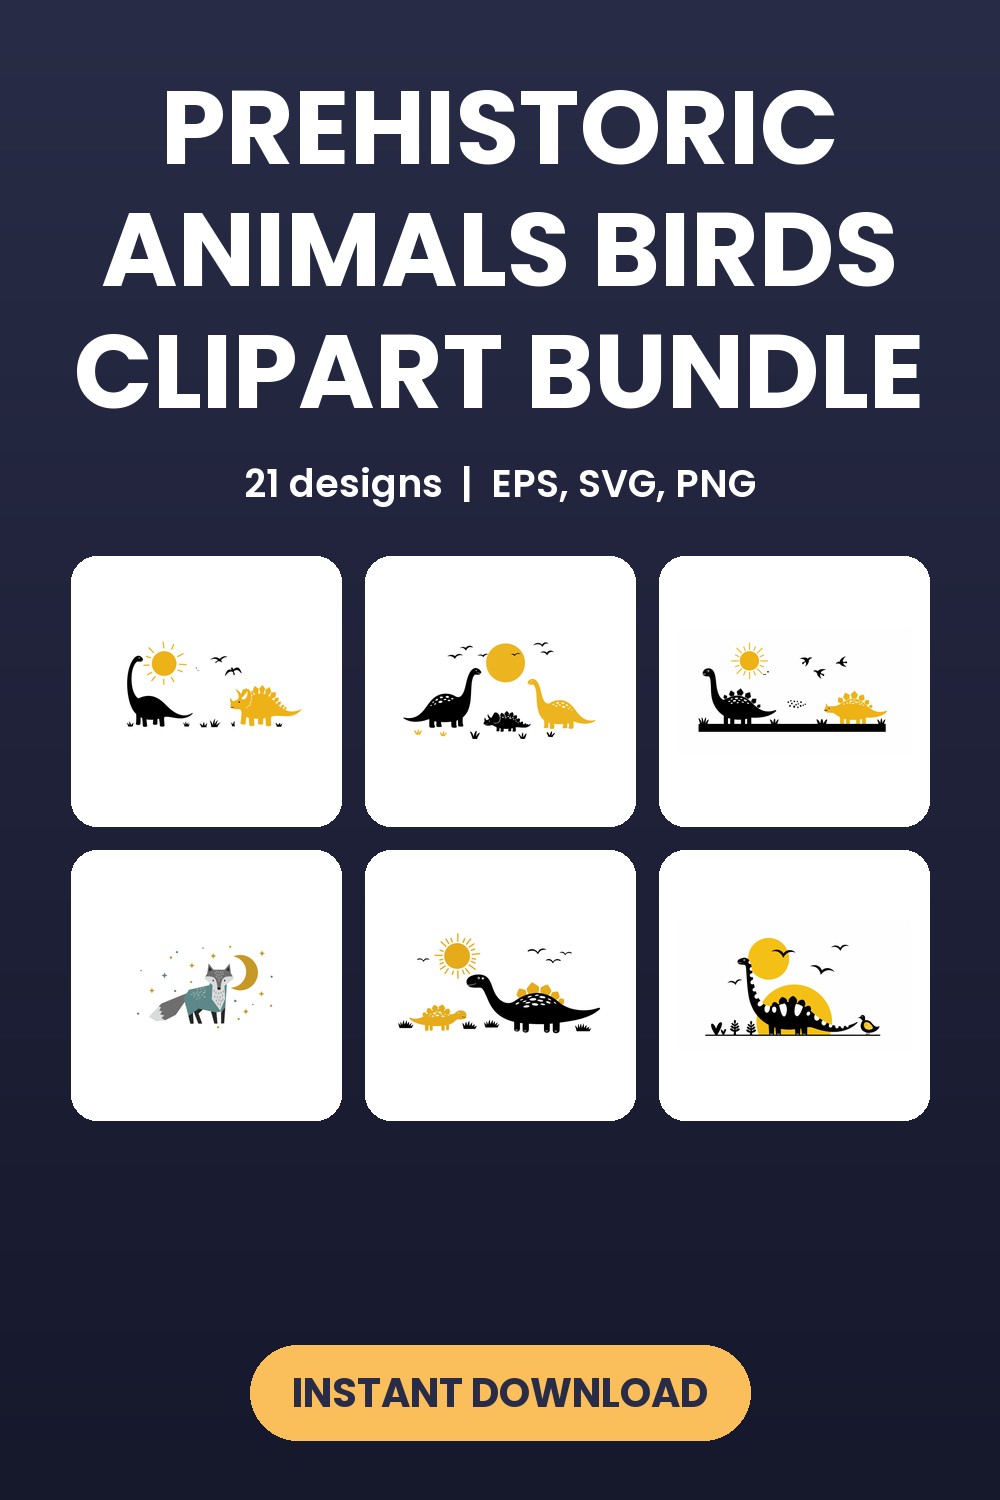 PREHISTORIC
ANIMALS BIRDS
CLIPART BUNDLE
21 designs | EPS, SVG, PNG
INSTANT DOWNLOAD